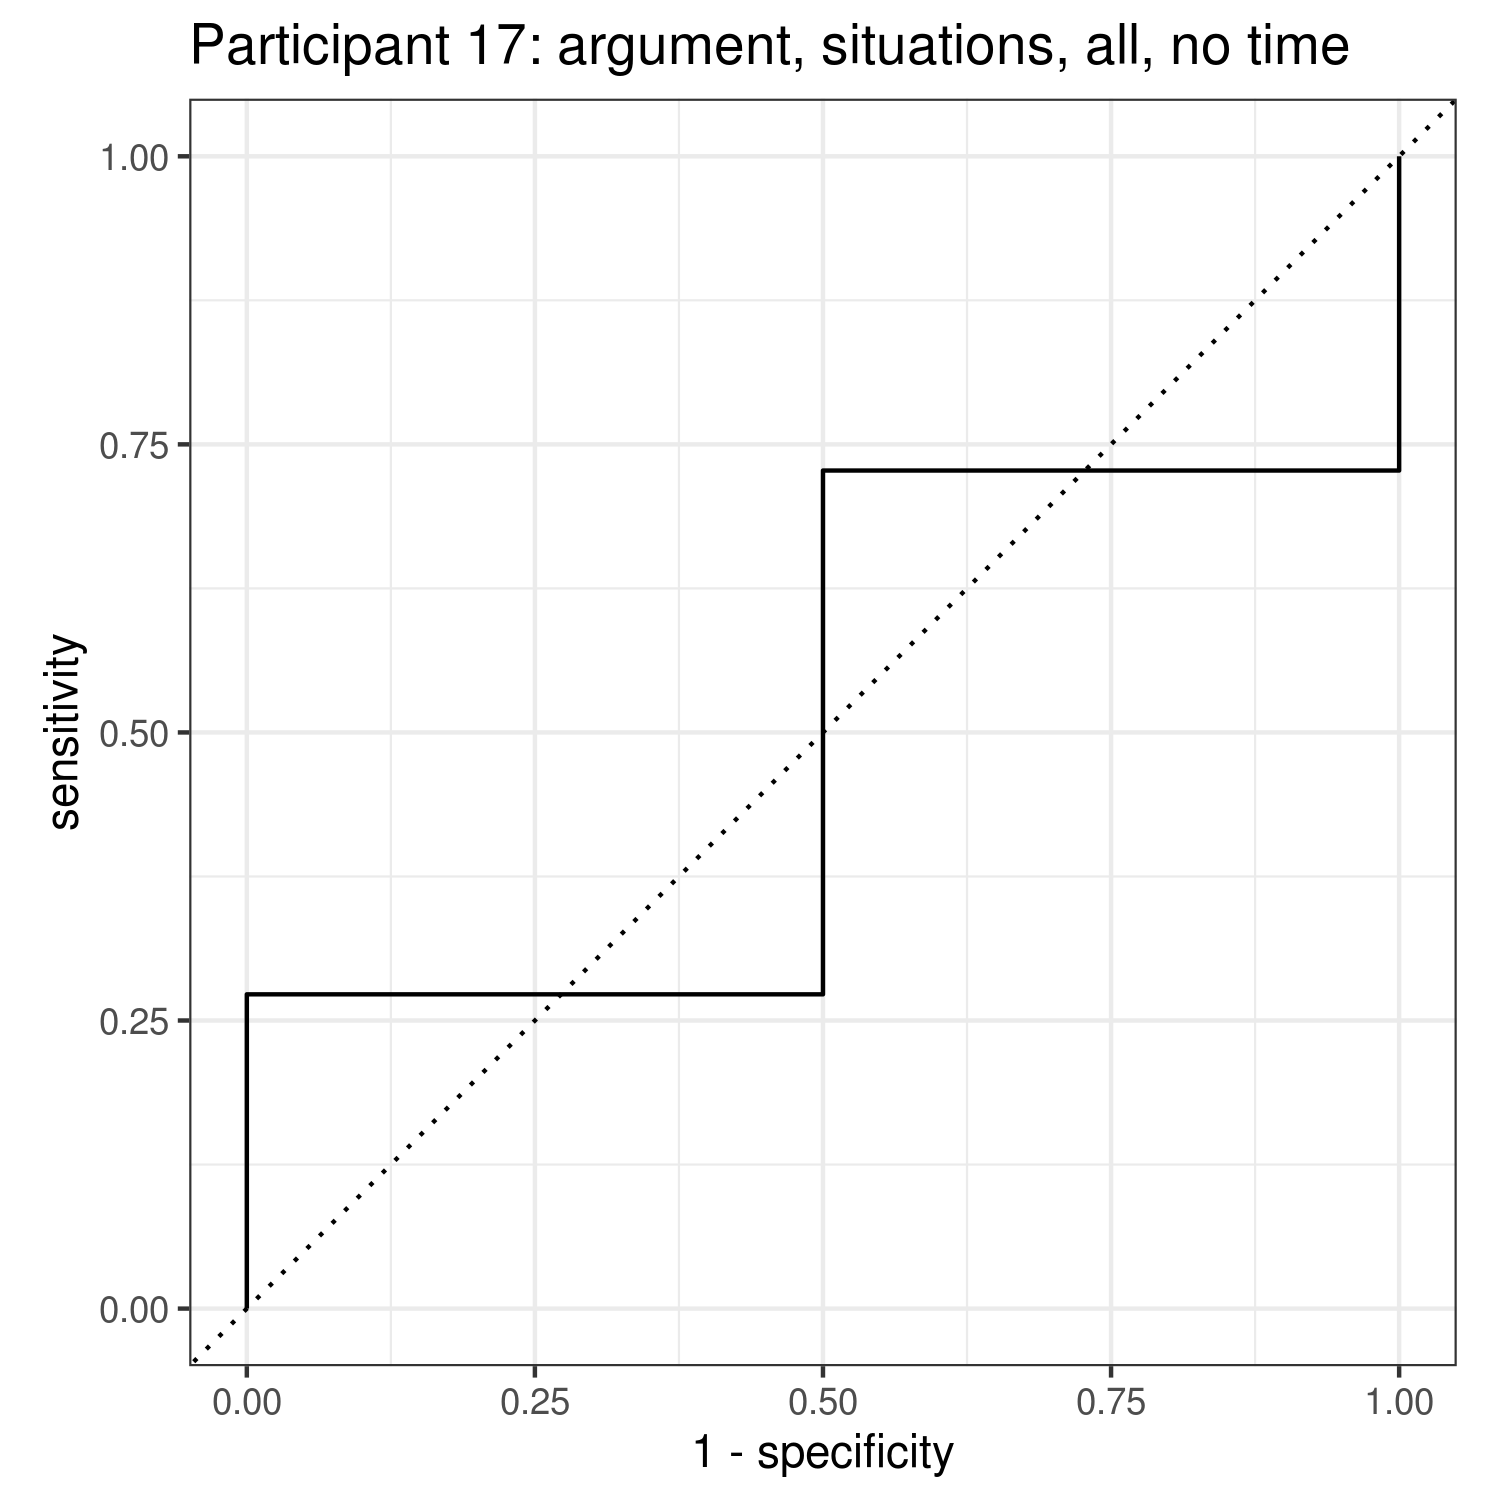 Participant 17: argument, situations, all, no time
1.00
0.75
0.50
0.25
0.00
sensitivity
0.00 0.25 0.50 0.75 1.00
1 - specificity